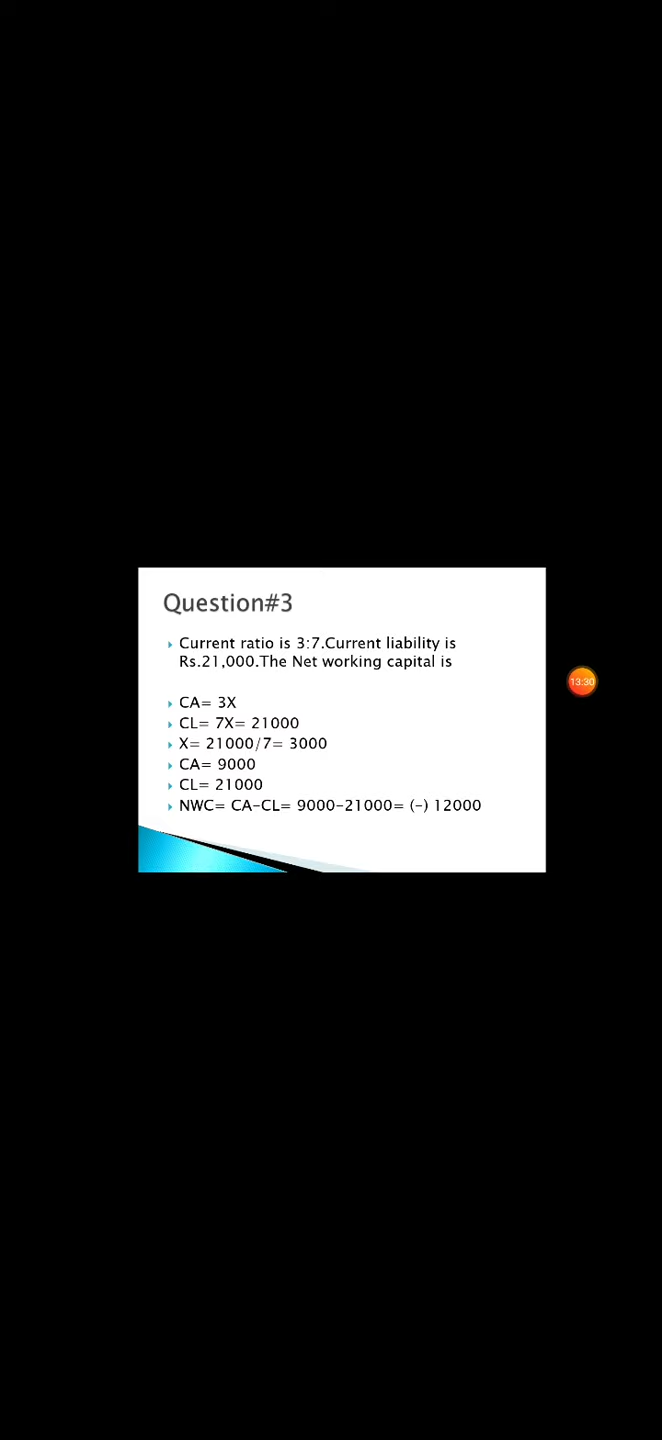 Question#3
Current ratio is 3:7.Current liability is
Rs.21,000.The Net working capital is
CA= 3X
CL= 7X= 21000
X= 21000/7= 3000
CA= 9000
CL= 21000
NWC= CA-CL= 9000-21000= (-) 12000
13:30